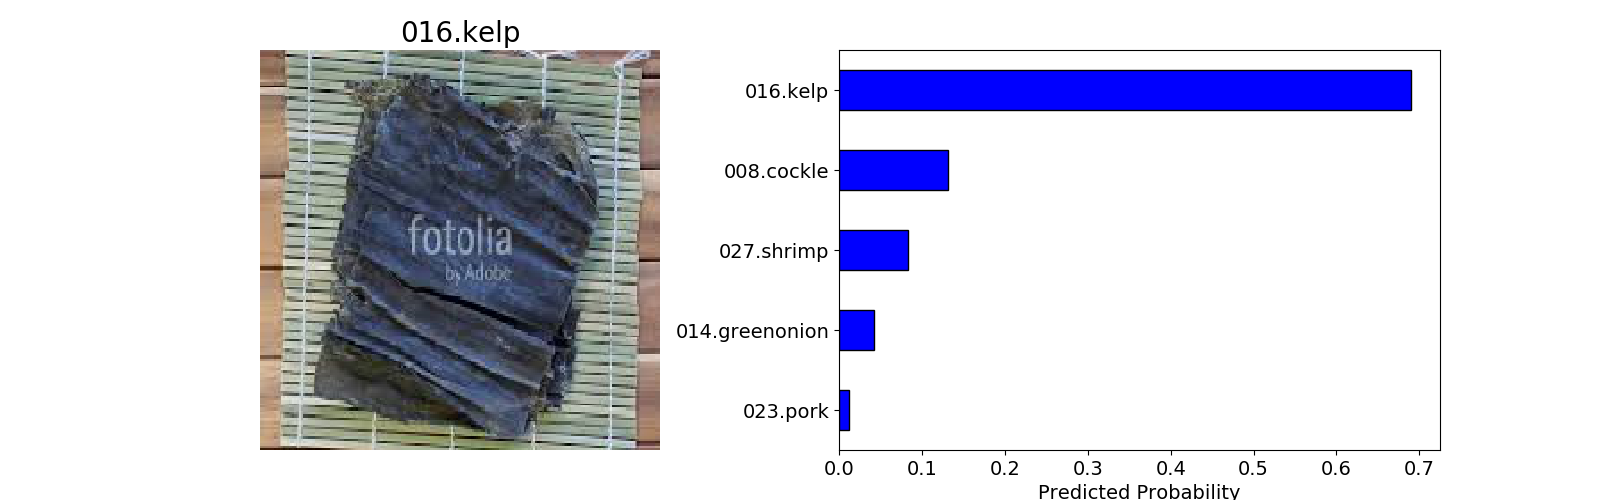 016.kelp
fotolia
by Adobe
016.kelp
008.cockle
027.shrimp
014.greenonion
023.pork
0.0 0.1 0.2 0.3 0.4 0.5 0.6 0.7
Predicted Probability